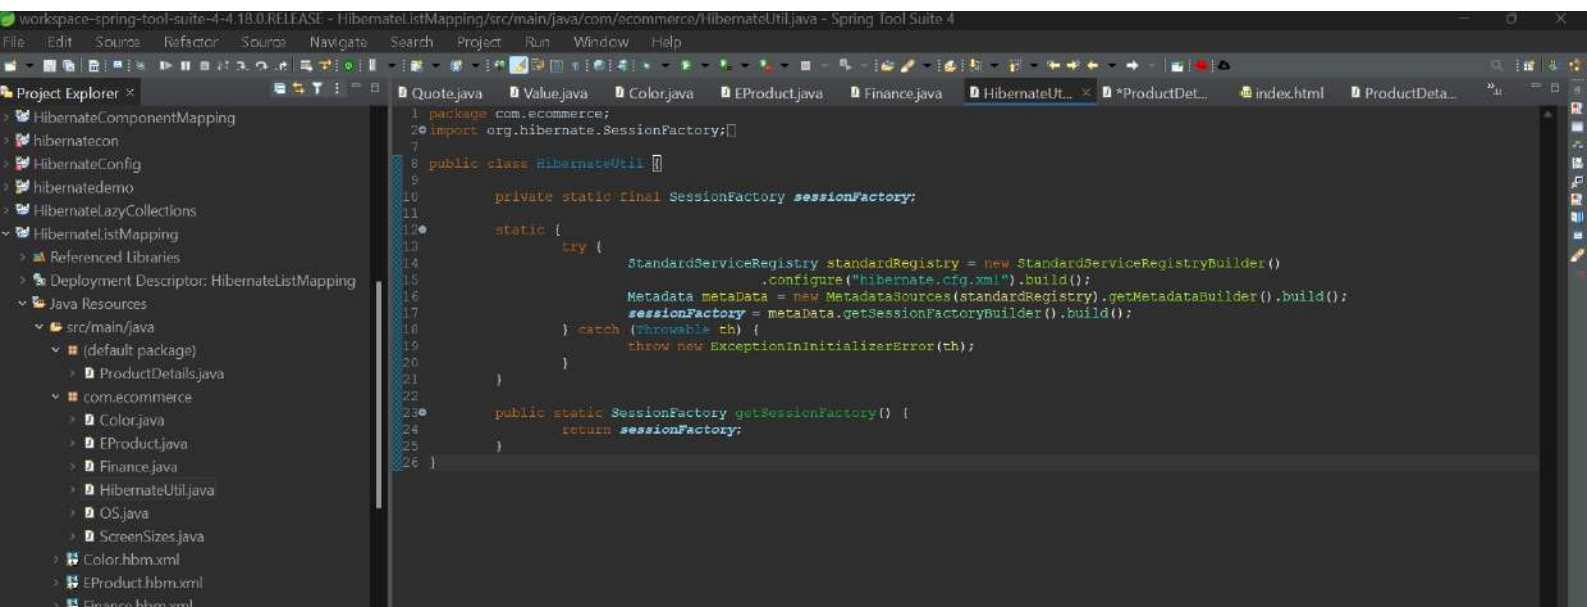 workspace-spring-tool-suite-4-4.18.0.RELEASE - HibernateListMapping/src/main/java/com/ecommerce/HibernateUtil.java - Spring Tool Suite 4
File Edit Source Refactor Source Navigate Search Project Run Window Help
Project Explorer ×
Quote.java Value.java Color.java EProduct.java Finance.java HibernateUt... × *ProductDet... index.html ProductDeta...
HibernateComponentMapping
hibernatecon
HibernateConfig
hibernatedemo
HibernateLazyCollections
HibernateListMapping
Referenced Libraries
Deployment Descriptor: HibernateListMapping
Java Resources
src/main/java
(default package)
ProductDetails.java
com.ecommerce
Color.java
EProduct.java
Finance.java
HibernateUtil.java
OS.java
ScreenSizes.java
Color.hbm.xml
EProduct.hbm.xml
Finance.hbm.xml
1 package com.ecommerce;
2 import org.hibernate.SessionFactory;
7
8 public class HibernateUtil {
9
10 private static final SessionFactory sessionFactory;
11
12 static {
13 try {
14 StandardServiceRegistry standardRegistry = new StandardServiceRegistryBuilder()
15 .configure("hibernate.cfg.xml").build();
16 Metadata metaData = new MetadataSources(standardRegistry).getMetadataBuilder().build();
17 sessionFactory = metaData.getSessionFactoryBuilder().build();
18 } catch (Throwable th) {
19 throw new ExceptionInInitializerError(th);
20 }
21 }
22
23 public static SessionFactory getSessionFactory() {
24 return sessionFactory;
25 }
26 }